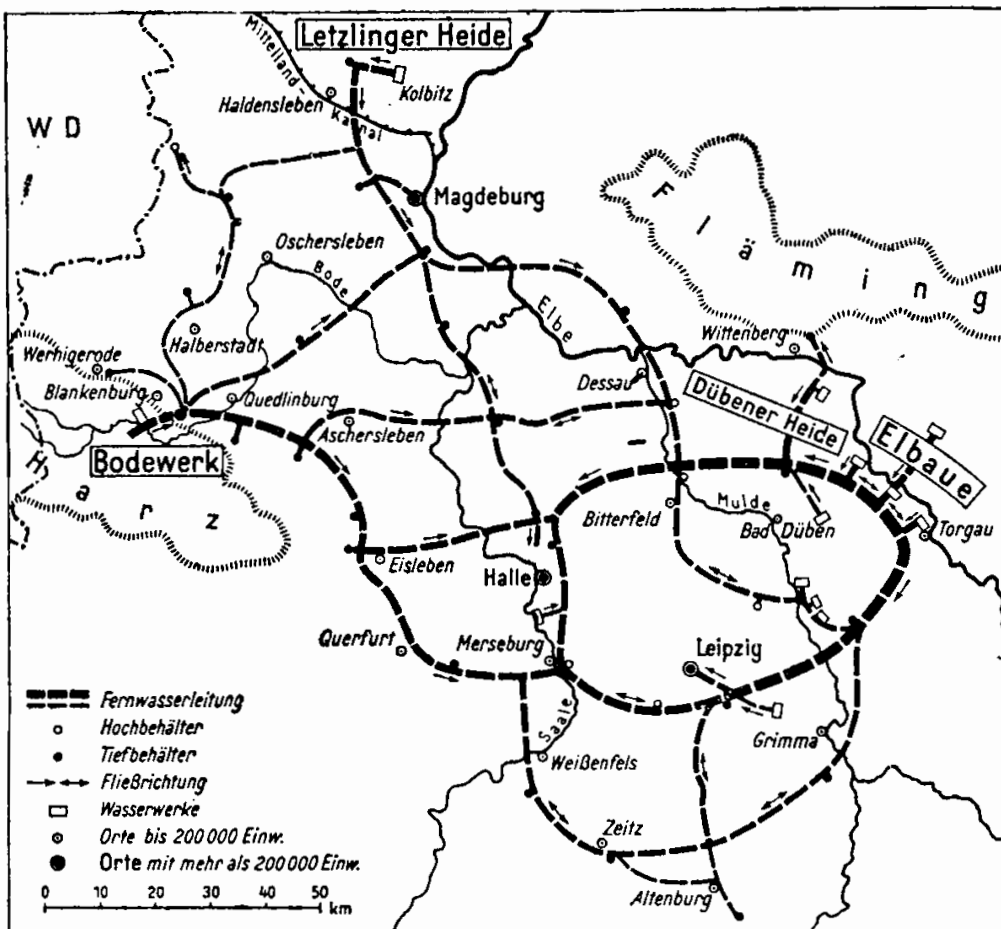 Letzlinger Heide
Mittelland-
Kanal
Kolbitz
Haldensleben
W D
Magdeburg
Fläming
Oschersleben
Bode
Elbe
Wittenberg
Halberstadt
Wernigerode
Blankenburg
Quedlinburg
Dessau
Dübener Heide
Aschersleben
Elbaue
Bodewerk
Harz
Mulde
Bitterfeld
Bad Düben
Torgau
Eisleben
Halle
Querfurt
Merseburg
Leipzig
Saale
Grimma
Weißenfels
Zeitz
Altenburg
Fernwasserleitung
Hochbehälter
Tiefbehälter
Fließrichtung
Wasserwerke
Orte bis 200000 Einw.
Orte mit mehr als 200000 Einw.
0 10 20 30 40 50
km